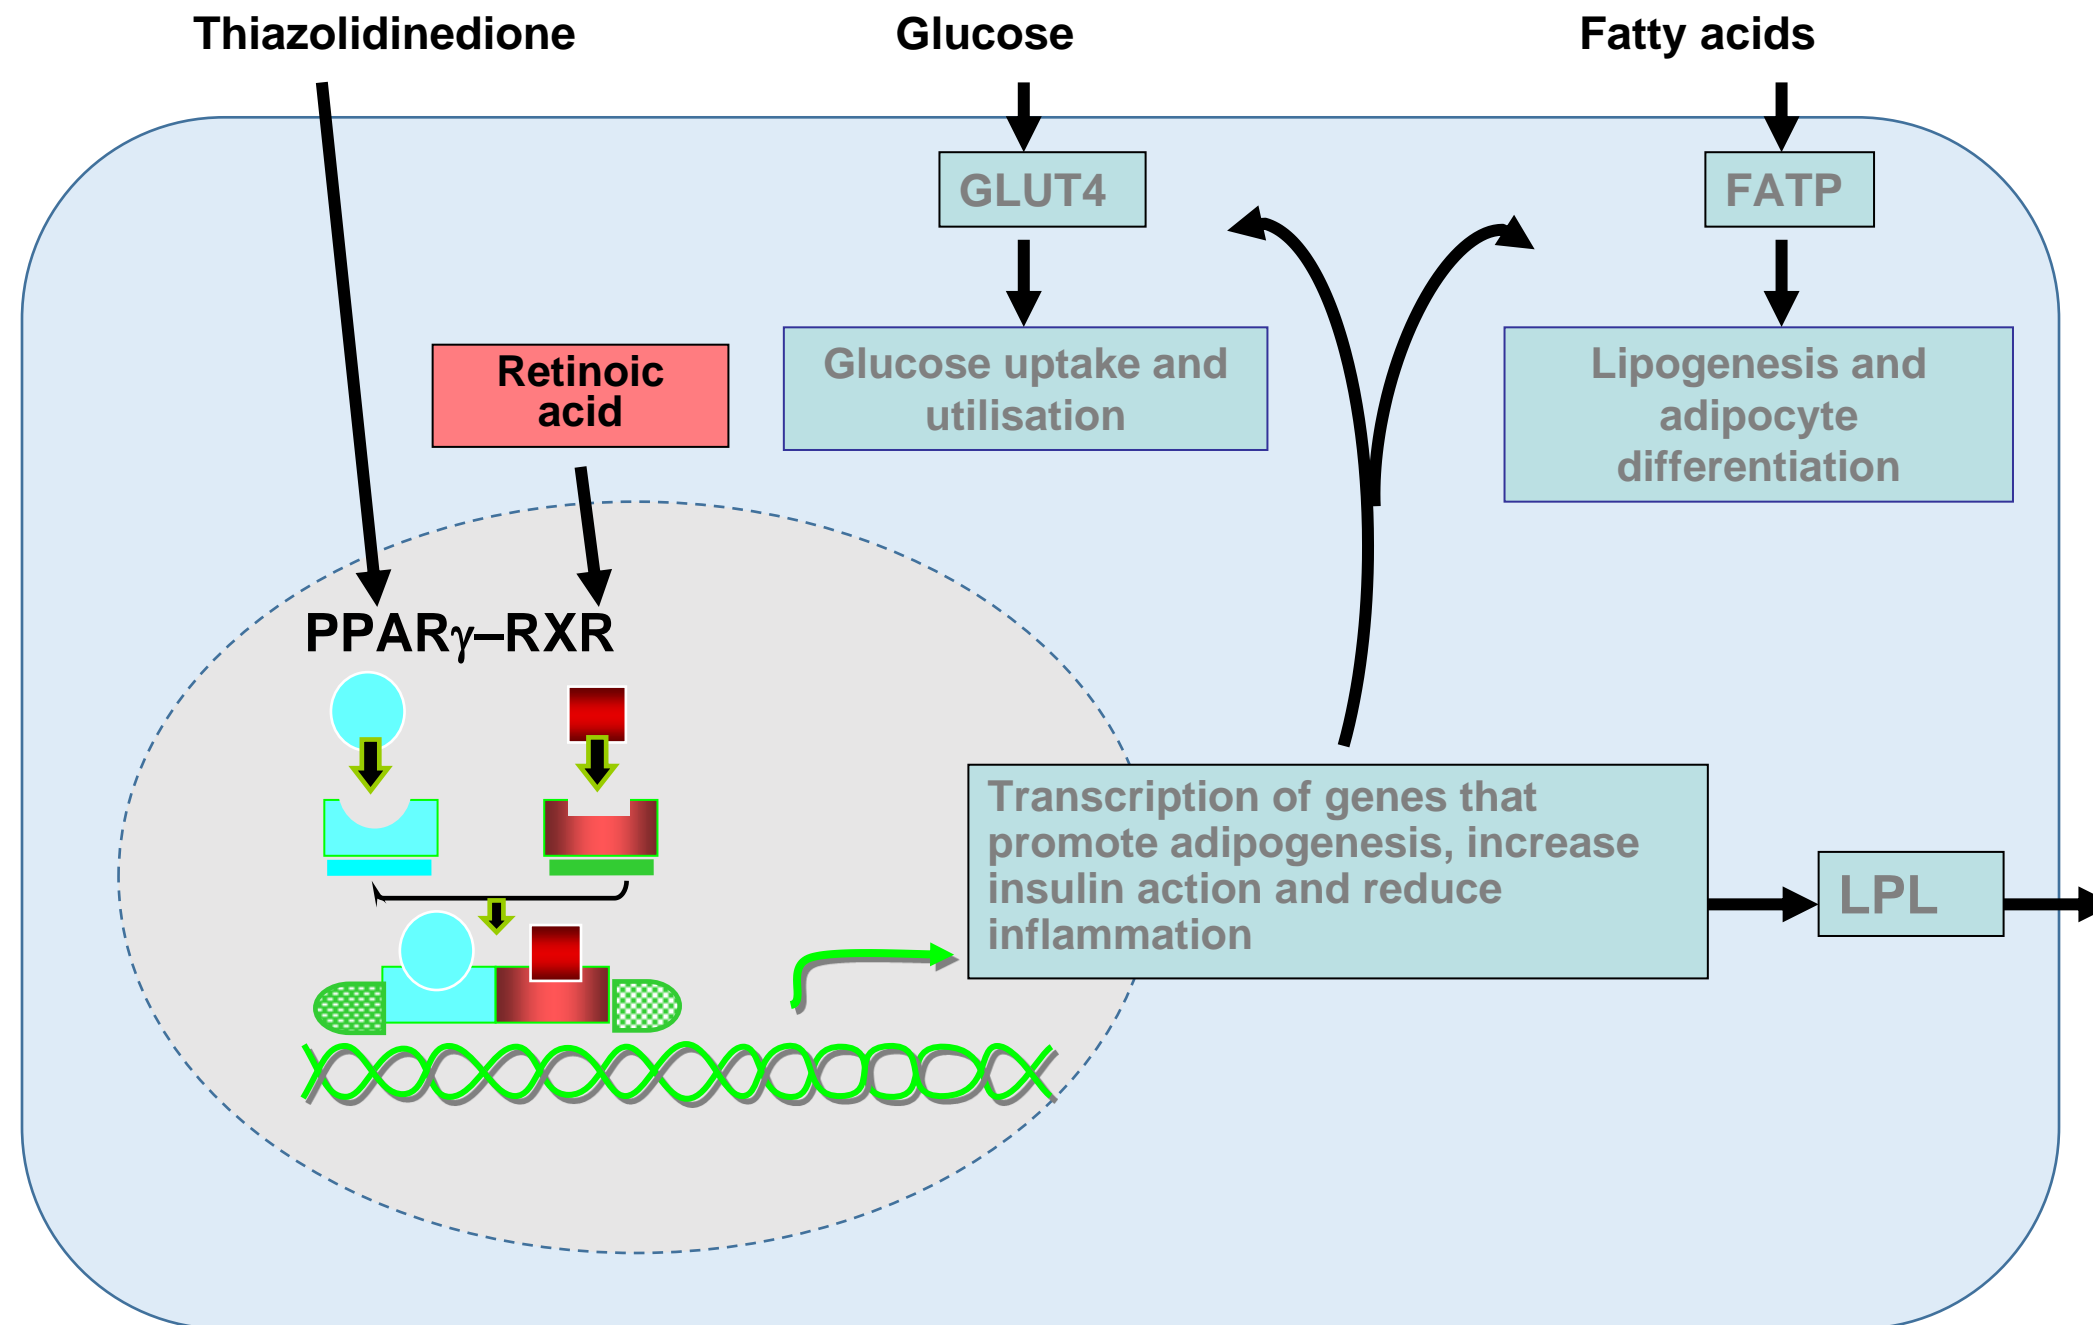 Thiazolidinedione
Glucose
Fatty acids
GLUT4
FATP
Retinoic
acid
Glucose uptake and
utilisation
Lipogenesis and
adipocyte
differentiation
PPARγ–RXR
Transcription of genes that
promote adipogenesis, increase
insulin action and reduce
inflammation
LPL